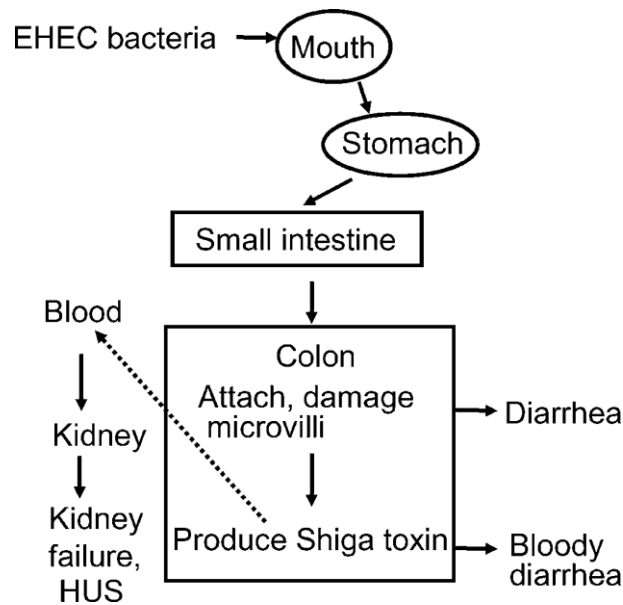 EHEC bacteria
Mouth
Stomach
Small intestine
Blood
Kidney
Kidney
failure,
HUS
Colon
Attach, damage
microvilli
Produce Shiga toxin
Diarrhea
Bloody
diarrhea